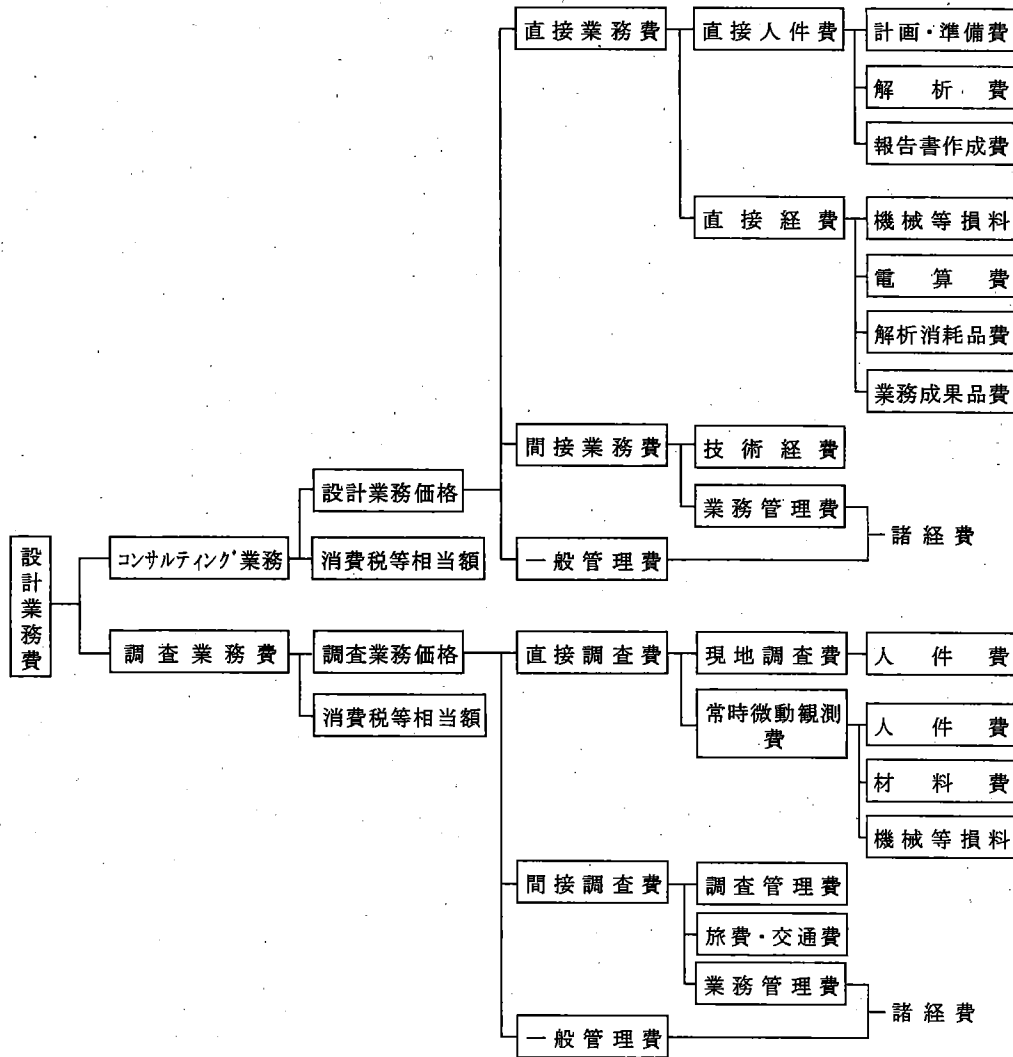 直接業務費
直接人件費
計画・準備費
解析費
報告書作成費
直接経費
機械等損料
電算費
解析消耗品費
業務成果品費
間接業務費
技術経費
設計業務価格
業務管理費
諸経費
設計業務費
コンサルティング業務
消費税等相当額
一般管理費
調査業務費
調査業務価格
直接調査費
現地調査費
人件費
消費税等相当額
常時微動観測
費
人件費
材料費
機械等損料
間接調査費
調査管理費
旅費・交通費
業務管理費
諸経費
一般管理費